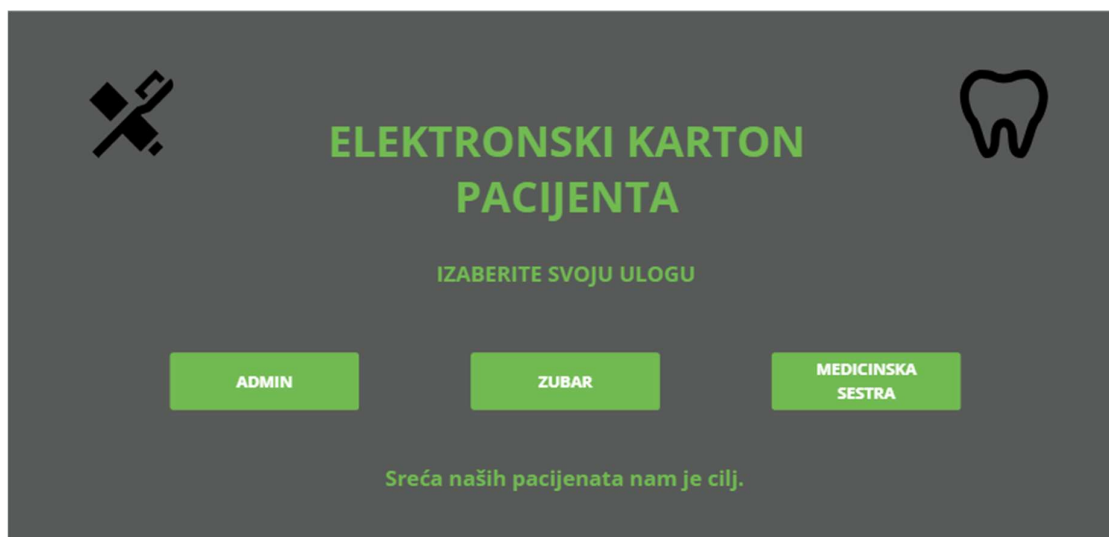 ELEKTRONSKI KARTON
PACIJENTA
IZABERITE SVOJU ULOGU
ADMIN
ZUBAR
MEDICINSKA
SESTRA
Sreća naših pacijenata nam je cilj.